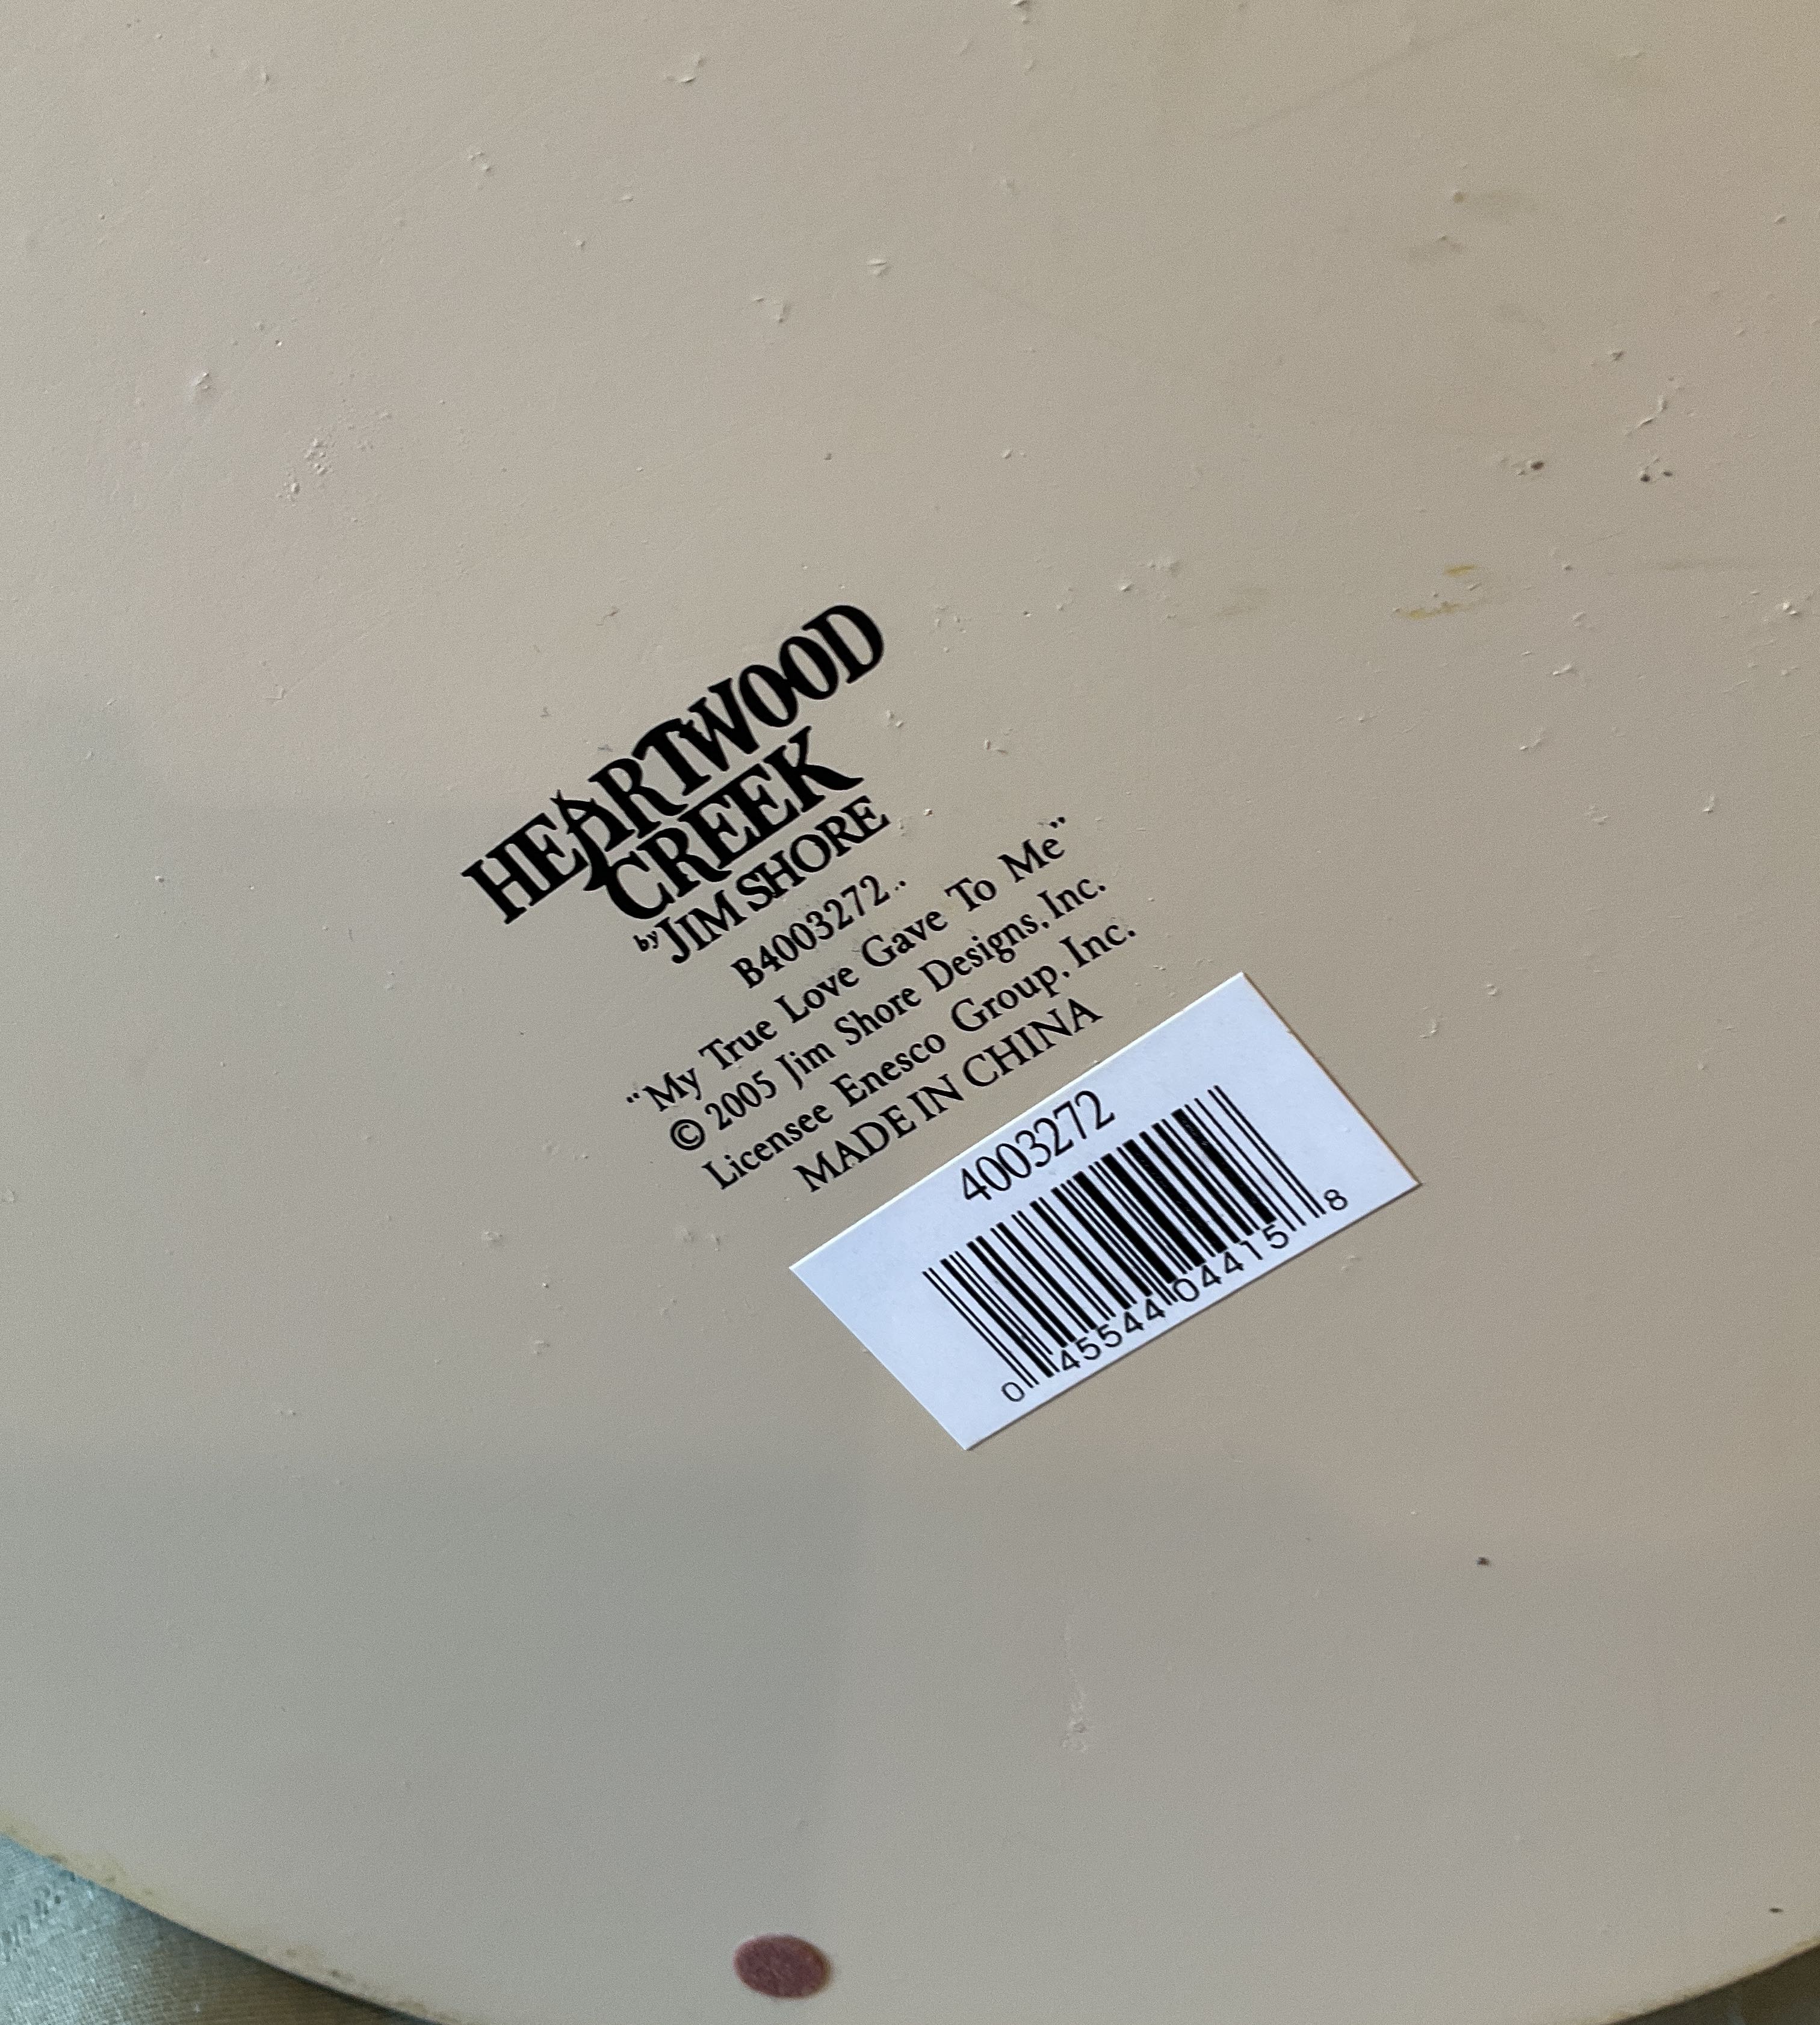 HEARTWOOD
CREEK
by JIM SHORE
B4003272..
"My True Love Gave To Me"
© 2005 Jim Shore Designs, Inc.
Licensee Enesco Group, Inc.
MADE IN CHINA
4003272
0 45544 04415 8